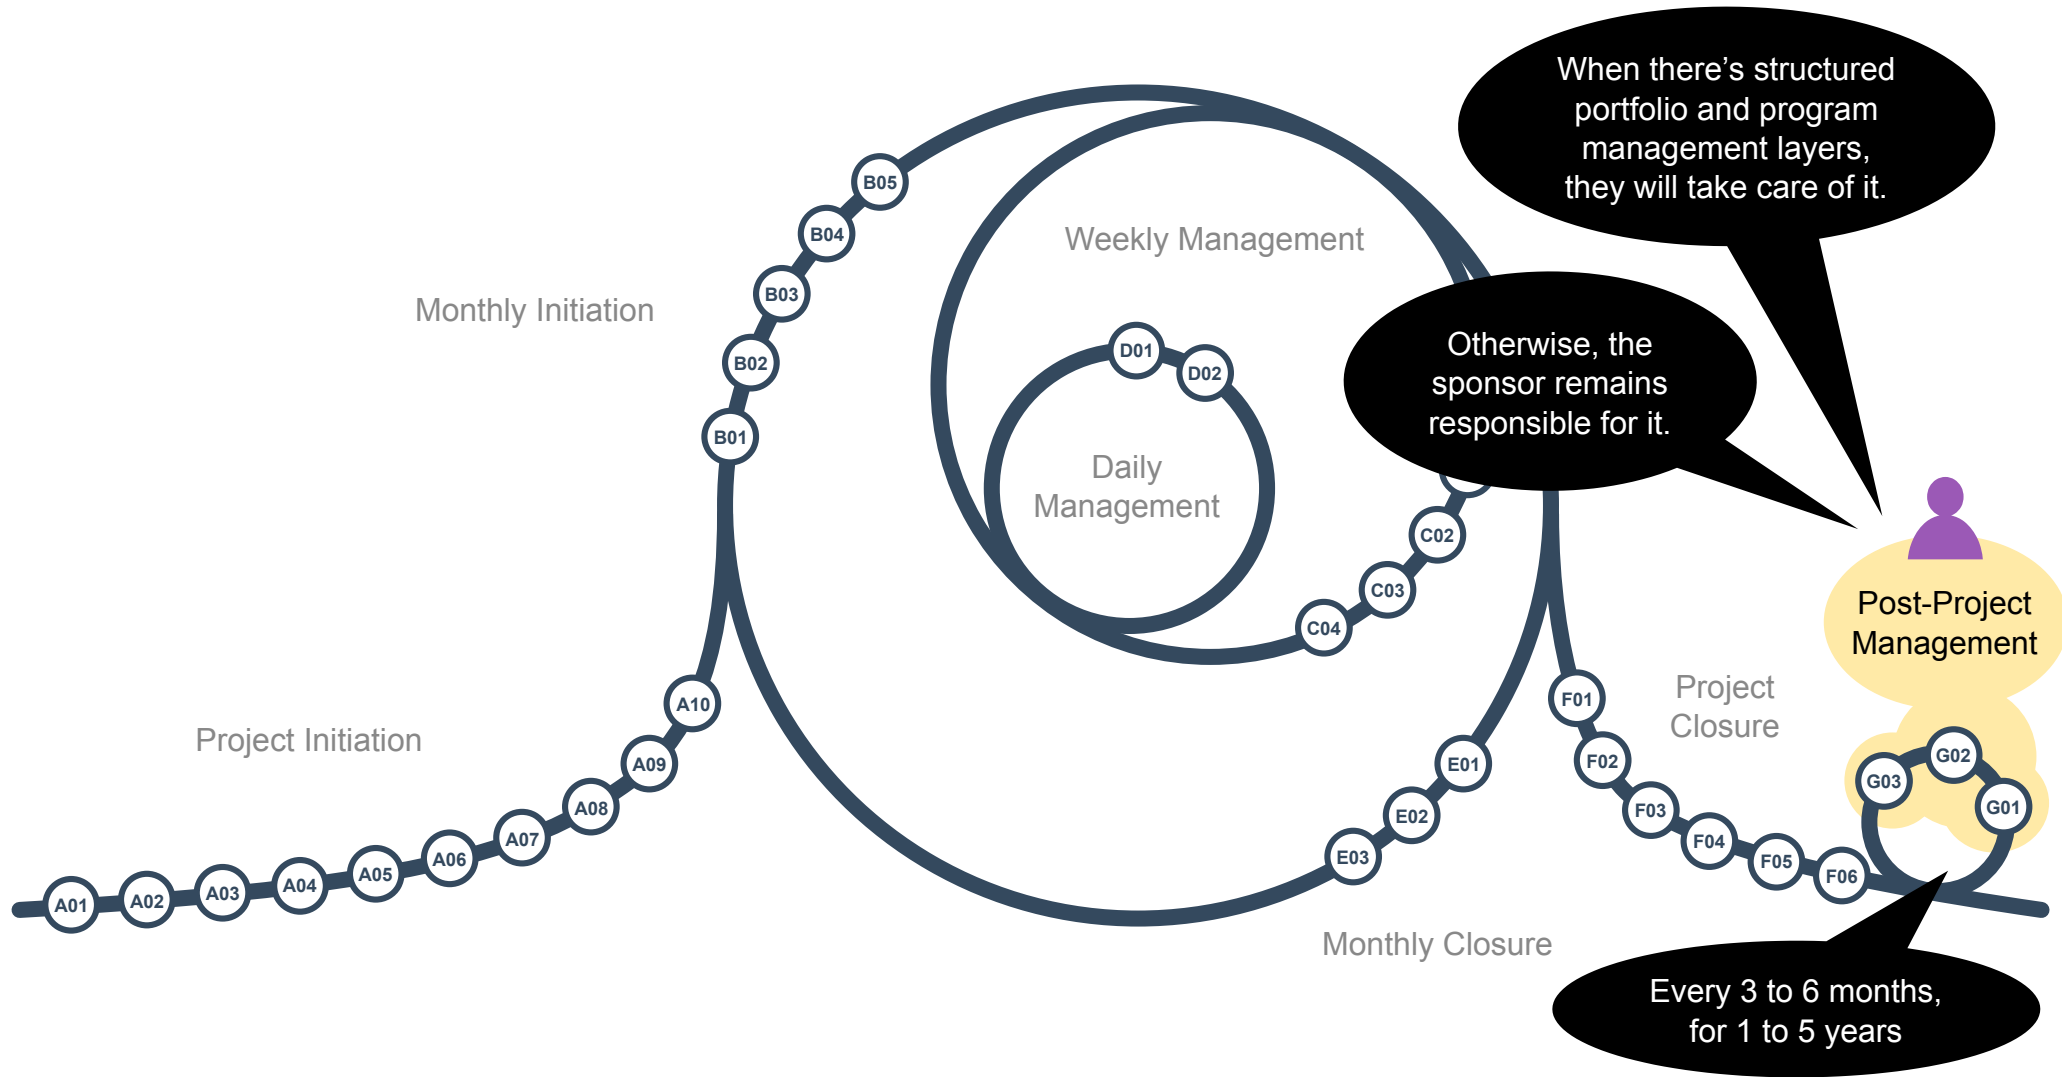 When there’s structured
portfolio and program
management layers,
they will take care of it.
Otherwise, the
sponsor remains
responsible for it.
Every 3 to 6 months,
for 1 to 5 years
Post-Project
Management
Project Initiation
Monthly Initiation
Weekly Management
Daily
Management
Monthly Closure
Project
Closure
A01
A02
A03
A04
A05
A06
A07
A08
A09
A10
B01
B02
B03
B04
B05
C02
C03
C04
D01
D02
E01
E02
E03
F01
F02
F03
F04
F05
F06
G01
G02
G03